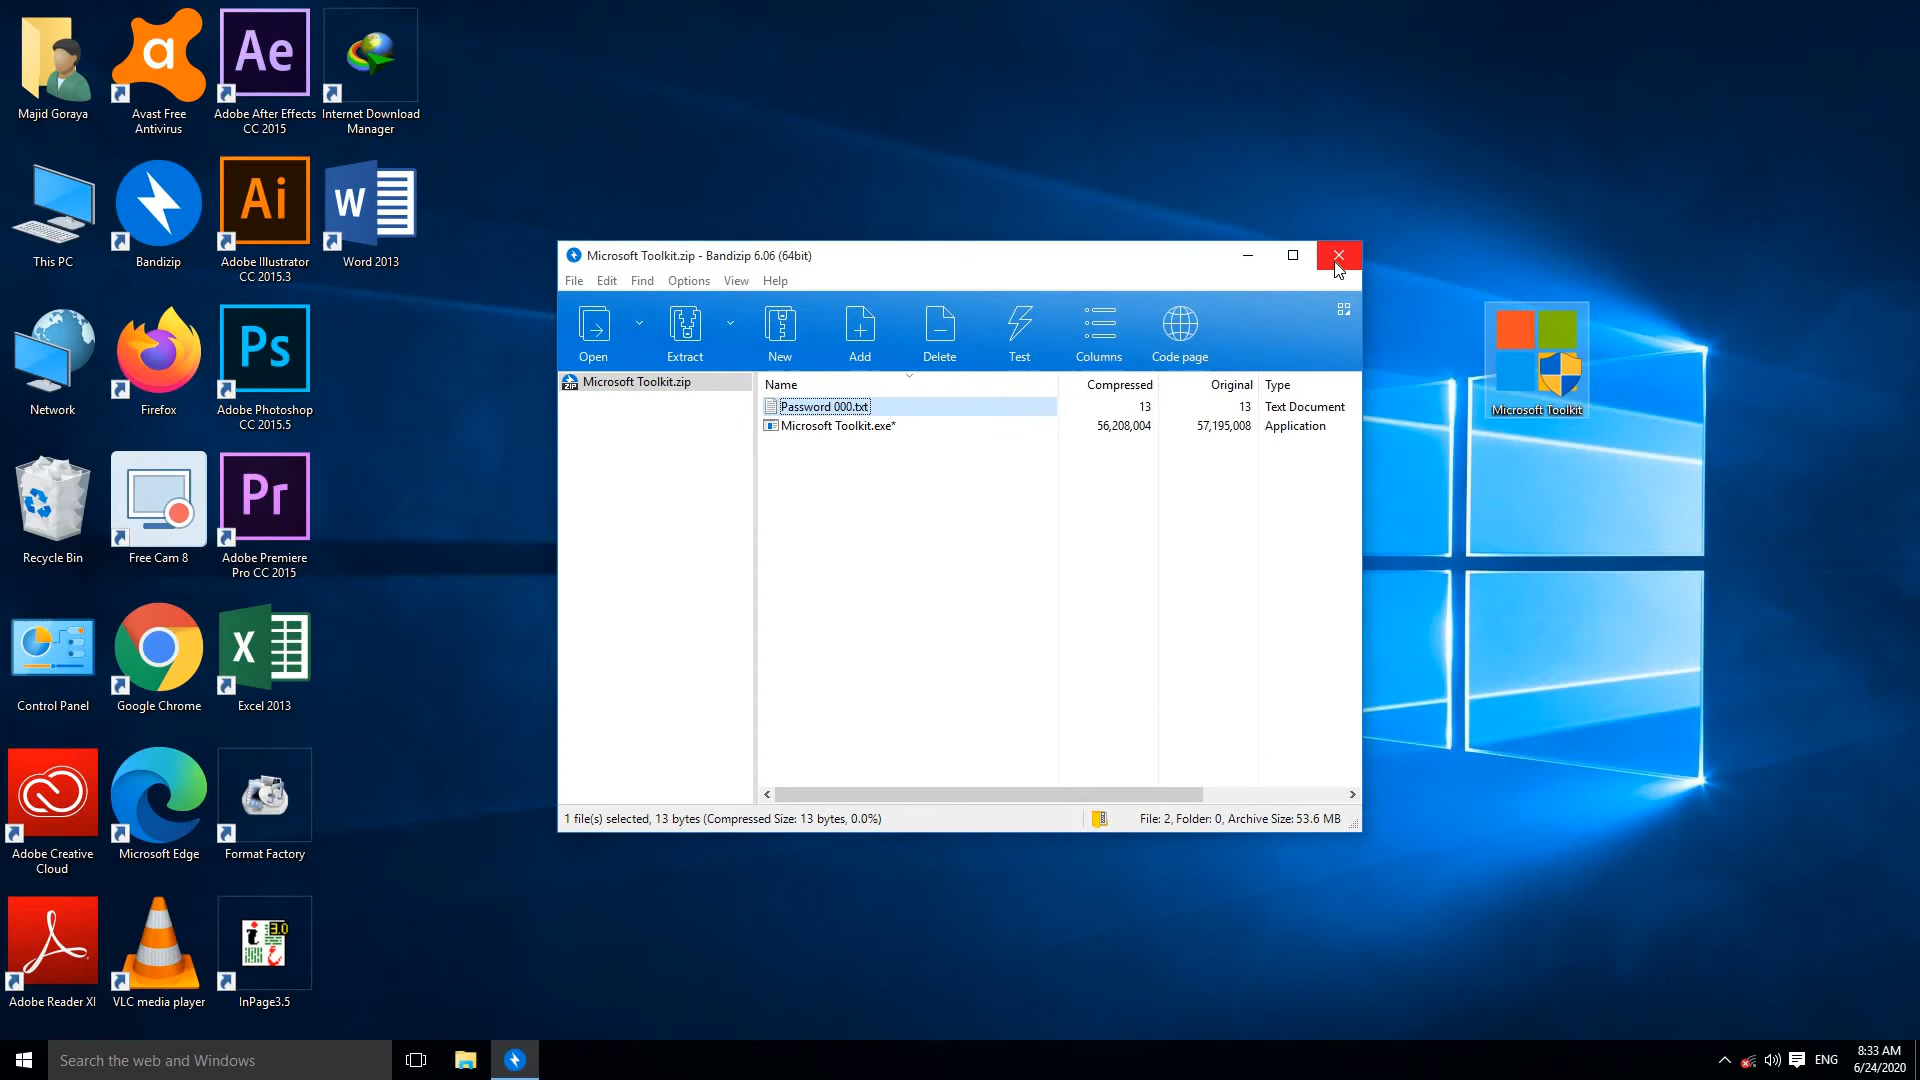 Majid Goraya
Avast Free
Antivirus
Ae
Adobe After Effects
CC 2015
Internet Download
Manager
This PC
Bandizip
Ai
Adobe Illustrator
CC 2015.3
W
Word 2013
Network
Firefox
Ps
Adobe Photoshop
CC 2015.5
Recycle Bin
Free Cam 8
Pr
Adobe Premiere
Pro CC 2015
Control Panel
Google Chrome
X
Excel 2013
Adobe Creative
Cloud
Microsoft Edge
Format Factory
Adobe Reader XI
VLC media player
3.0
InPage3.5
Microsoft Toolkit.zip - Bandizip 6.06 (64bit)
File Edit Find Options View Help
Open Extract New Add Delete Test Columns Code page
ZIP Microsoft Toolkit.zip
Name Compressed Original Type
Password 000.txt 13 13 Text Document
Microsoft Toolkit.exe* 56,208,004 57,195,008 Application
1 file(s) selected, 13 bytes (Compressed Size: 13 bytes, 0.0%) File: 2, Folder: 0, Archive Size: 53.6 MB
Microsoft Toolkit
Search the web and Windows
ENG
8:33 AM
6/24/2020